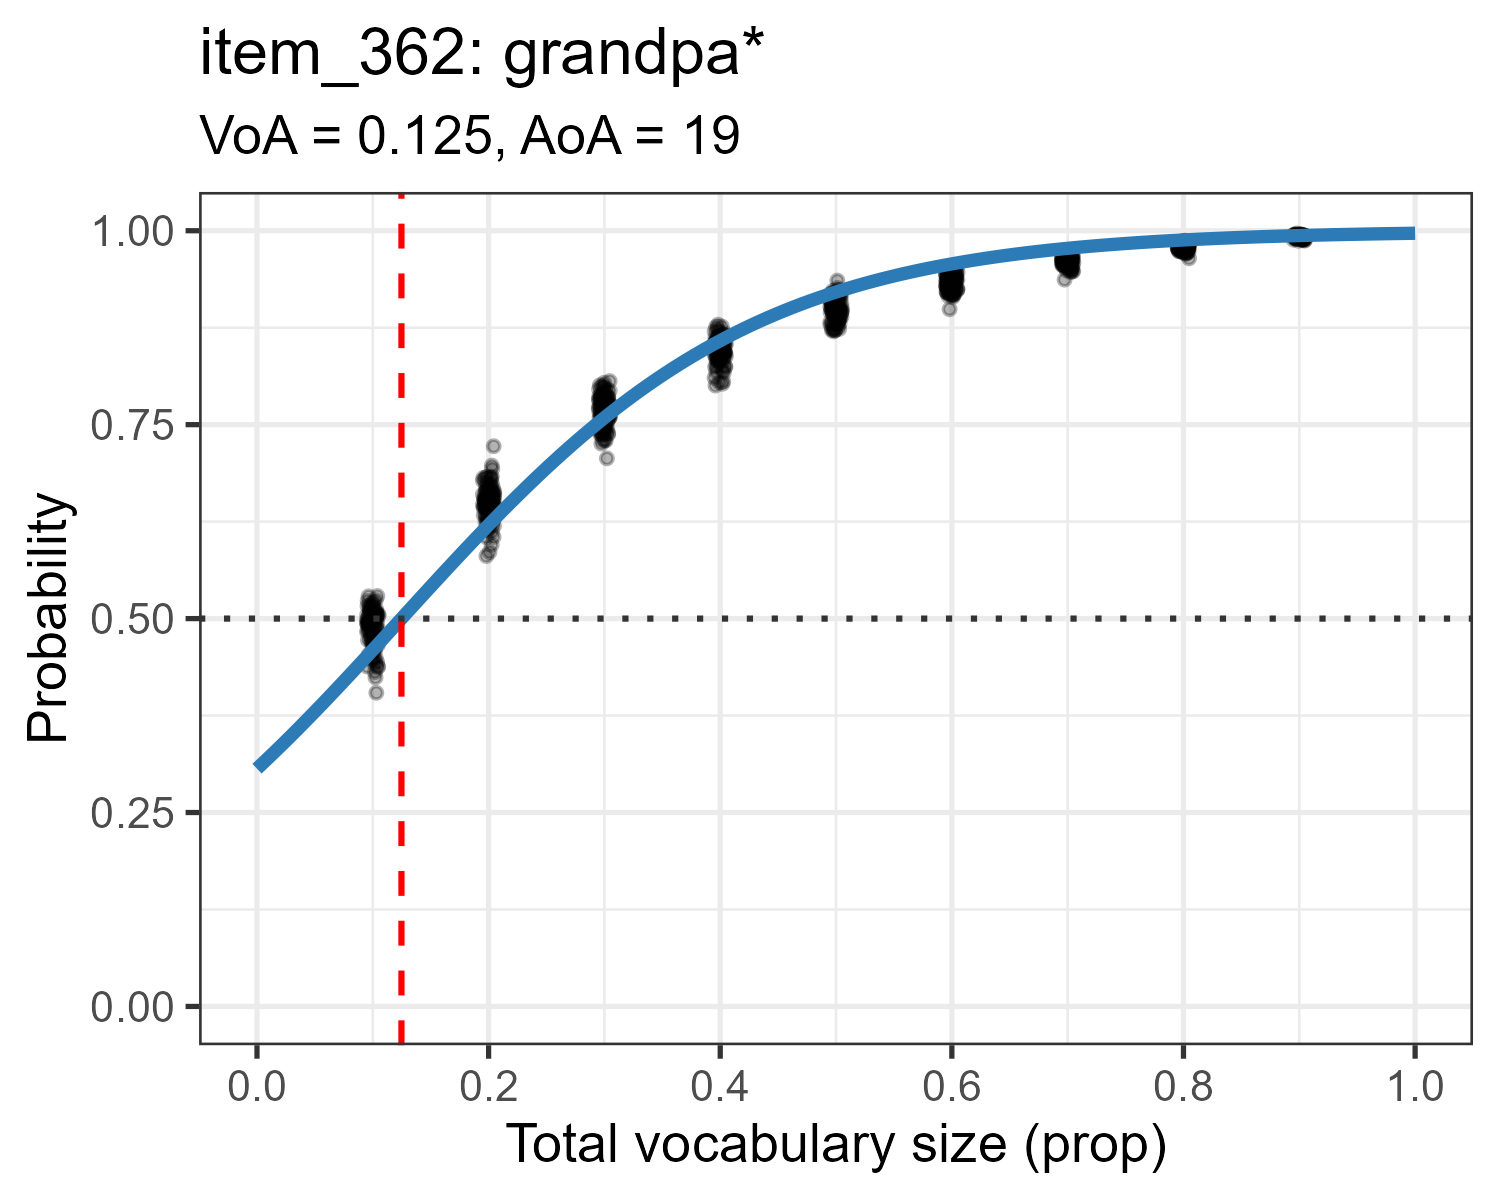 item_362: grandpa*
VoA = 0.125, AoA = 19
Probability
1.00
0.75
0.50
0.25
0.00
0.0 0.2 0.4 0.6 0.8 1.0
Total vocabulary size (prop)